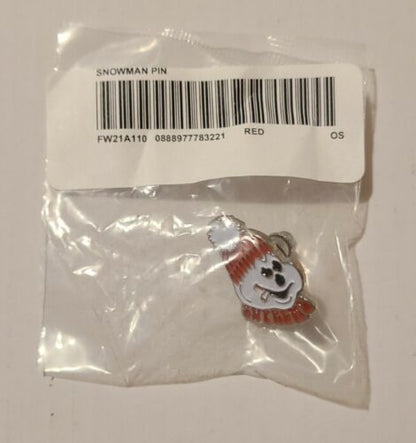 SNOWMAN PIN
FW21A110 0888977783221 RED OS